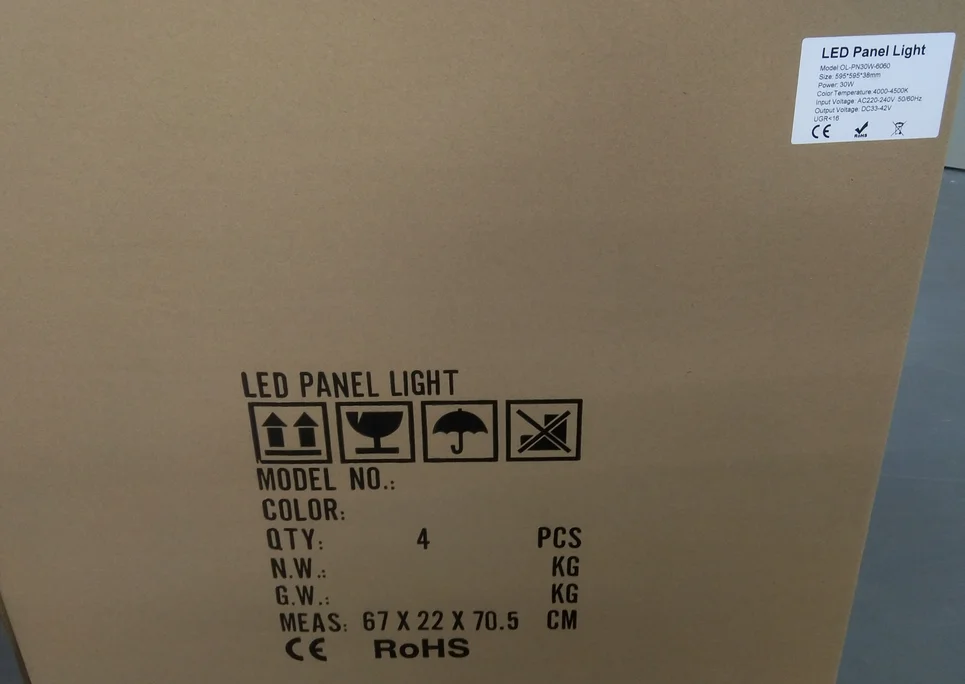 LED Panel Light
Model:OL-PN30W-6060
Size: 595*595*38mm
Power: 30W
Color Temperature:4000-4500K
Input Voltage: AC220-240V 50/60Hz
Output Voltage: DC33-42V
UGR<16
CE RoHS
LED PANEL LIGHT
MODEL NO.:
COLOR:
QTY: 4 PCS
N.W.: KG
G.W.: KG
MEAS: 67 X 22 X 70.5 CM
CE RoHS